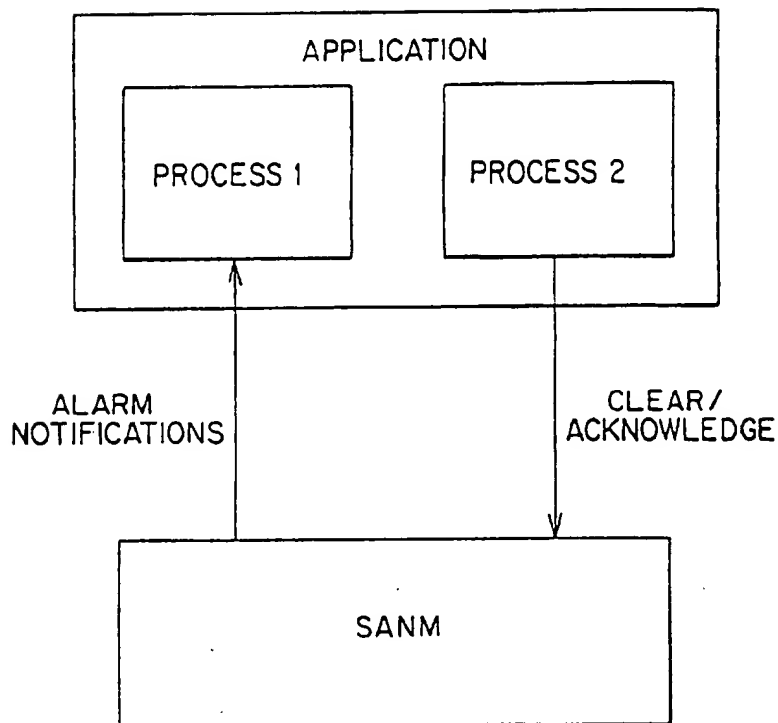 APPLICATION
PROCESS 1
PROCESS 2
ALARM
NOTIFICATIONS
CLEAR/
ACKNOWLEDGE
SANM